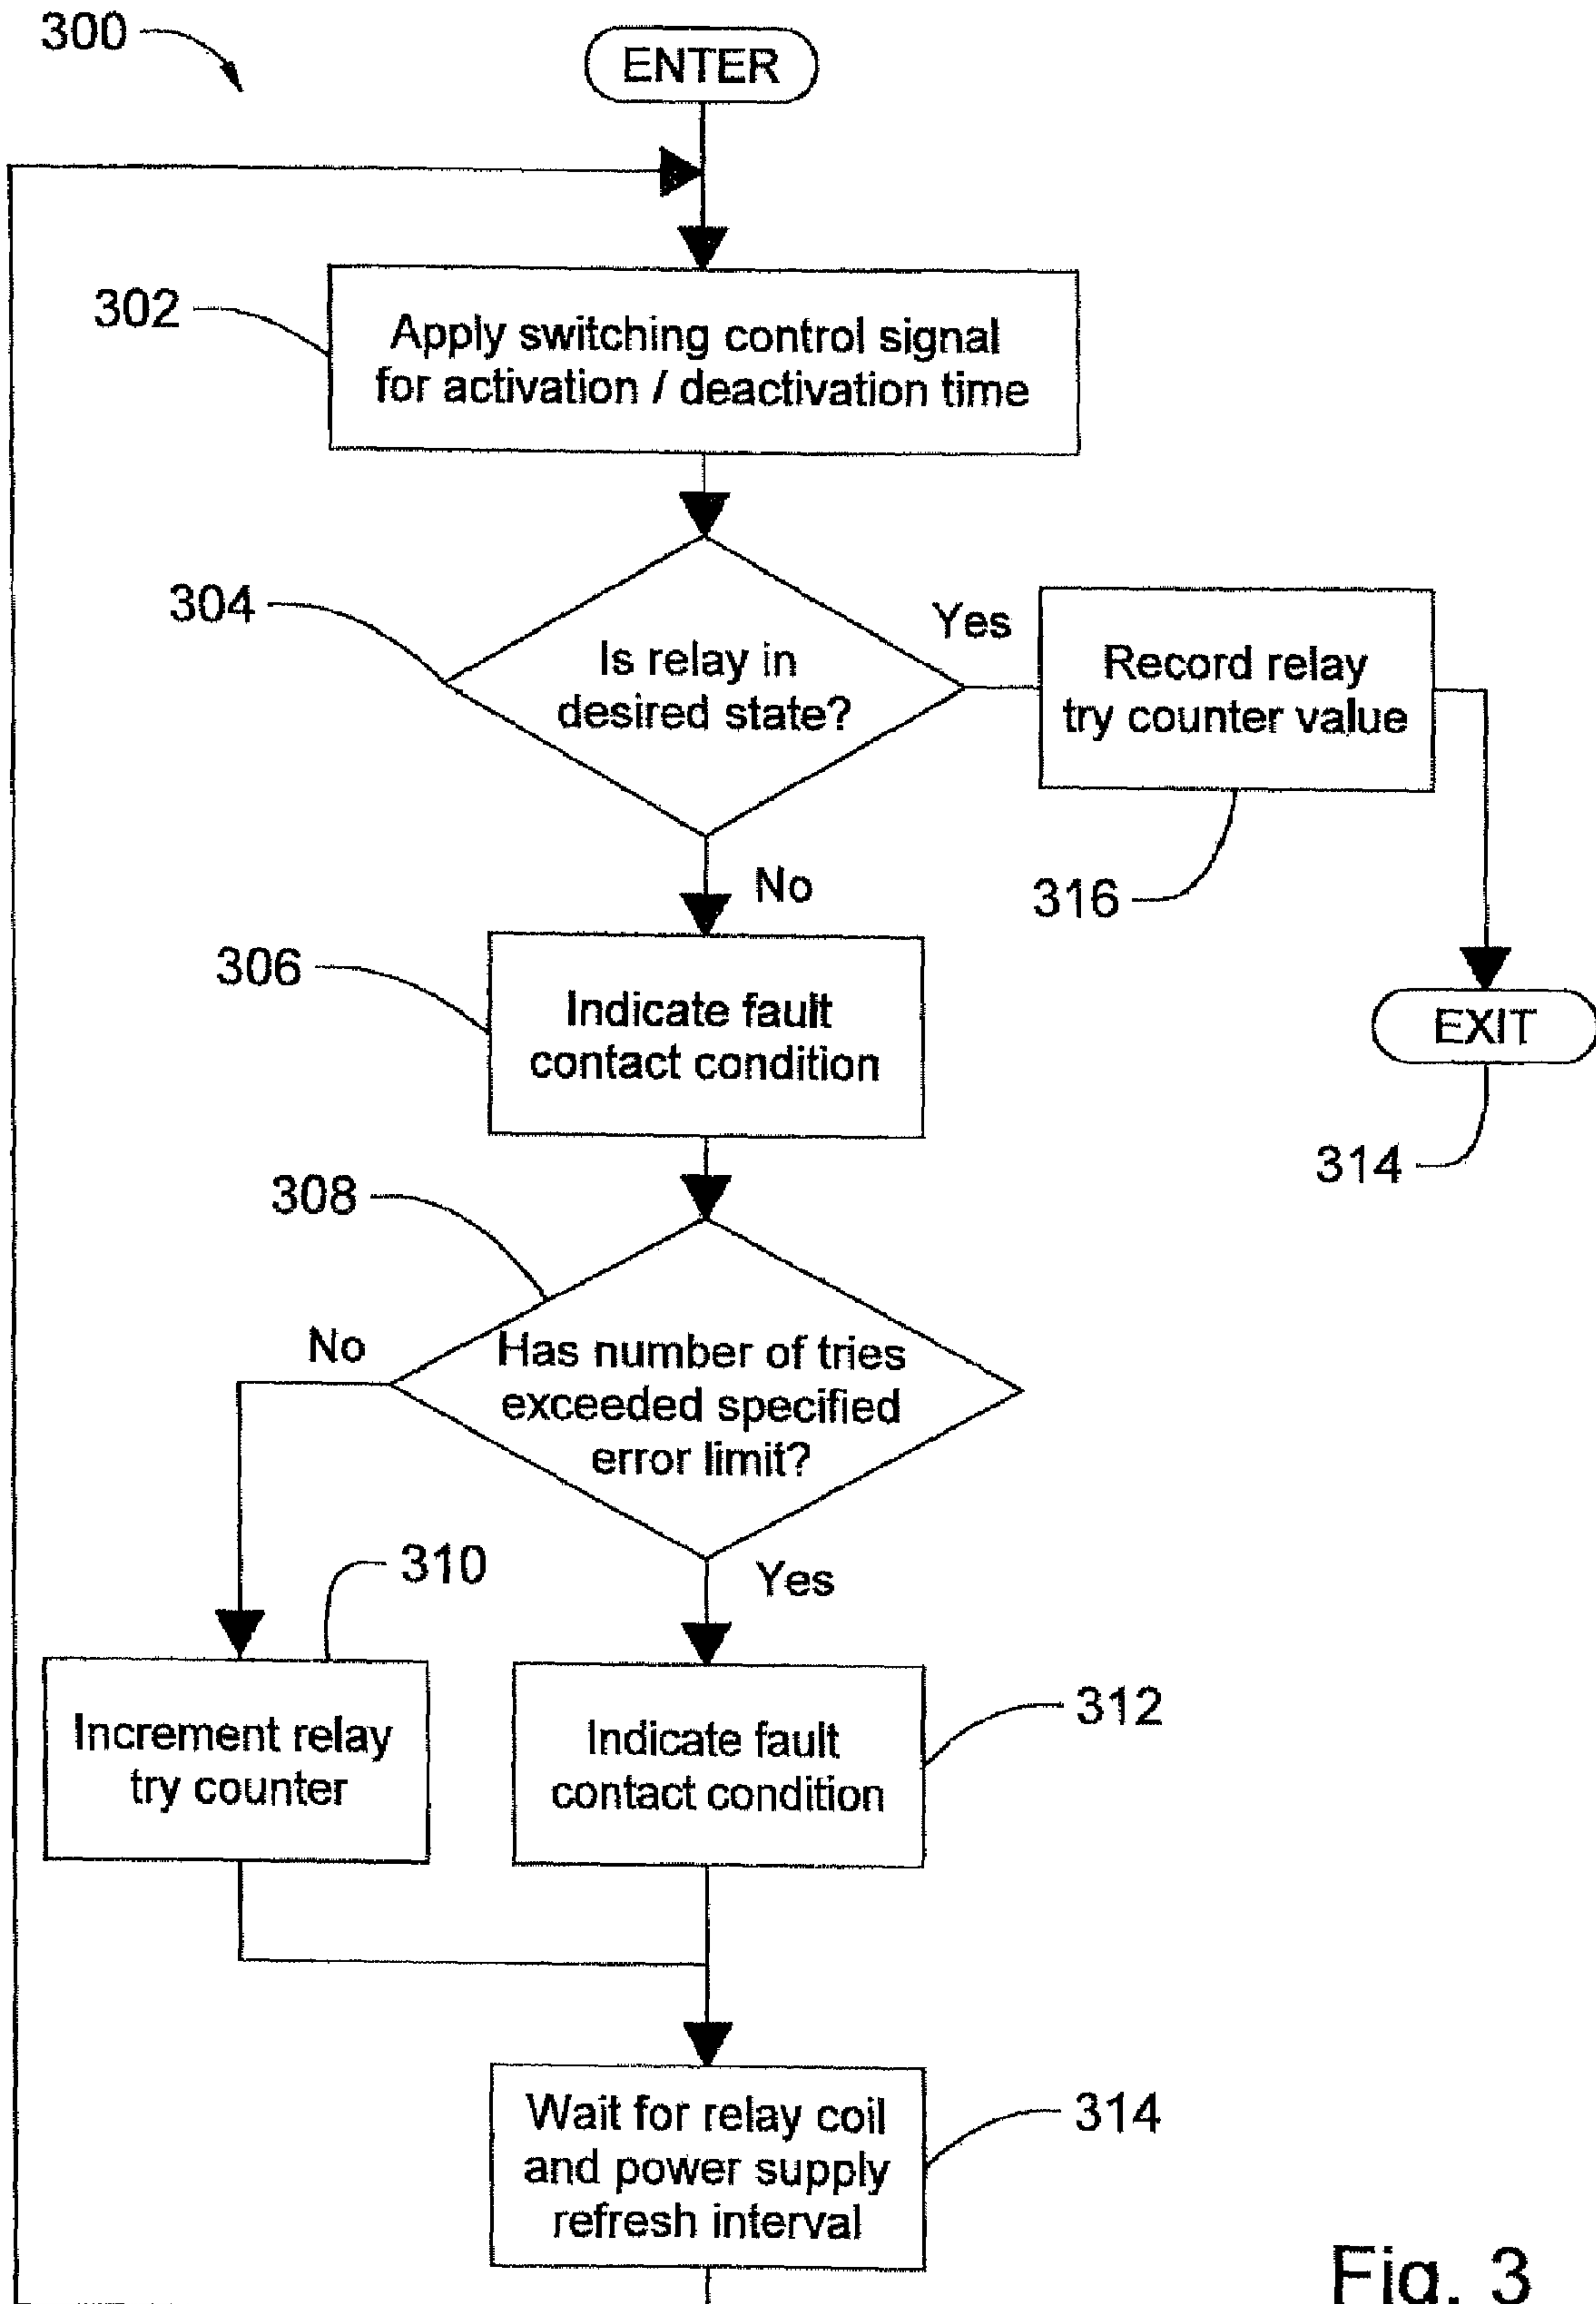 300
ENTER
302
Apply switching control signal
for activation / deactivation time
304
Is relay in
desired state?
Yes
Record relay
try counter value
316
No
306
Indicate fault
contact condition
EXIT
314
308
No
Has number of tries
exceeded specified
error limit?
310
Yes
Increment relay
try counter
Indicate fault
contact condition
312
Wait for relay coil
and power supply
refresh interval
314
Fig. 3